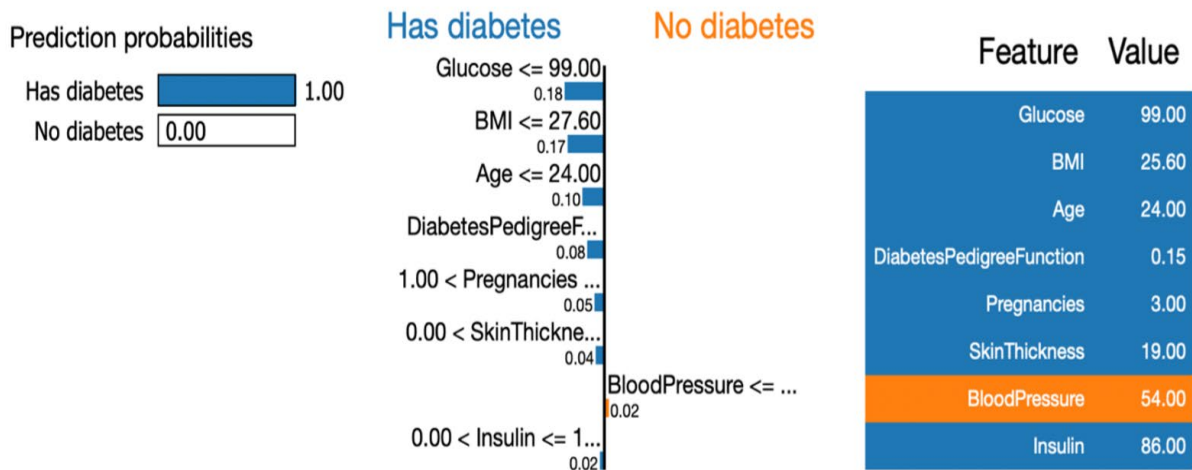 Prediction probabilities
Has diabetes 1.00
No diabetes 0.00
Has diabetes No diabetes
Glucose <= 99.00
0.18
BMI <= 27.60
0.17
Age <= 24.00
0.10
DiabetesPedigreeF...
0.08
1.00 < Pregnancies ...
0.05
0.00 < SkinThickne...
0.04
BloodPressure <= ...
0.02
0.00 < Insulin <= 1...
0.02
Feature Value
Glucose 99.00
BMI 25.60
Age 24.00
DiabetesPedigreeFunction 0.15
Pregnancies 3.00
SkinThickness 19.00
BloodPressure 54.00
Insulin 86.00